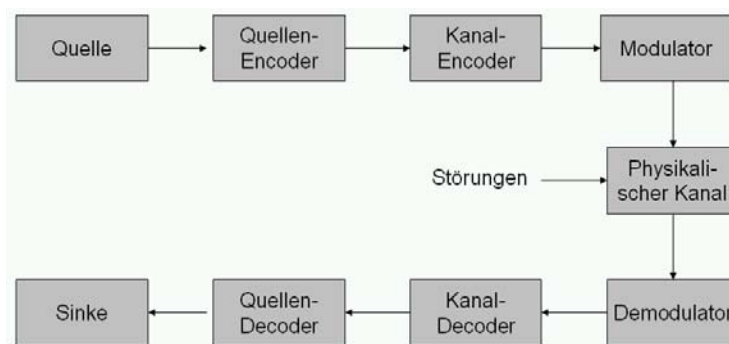 Quelle
Quellen-
Encoder
Kanal-
Encoder
Modulator
Störungen
Physikali-
scher Kanal
Sinke
Quellen-
Decoder
Kanal-
Decoder
Demodulator